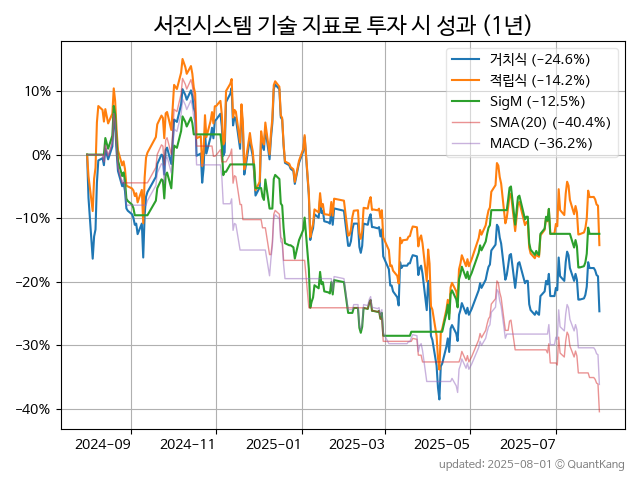 서진시스템 기술 지표로 투자 시 성과 (1년)
거치식 (−24.6%)
적립식 (−14.2%)
SigM (−12.5%)
SMA(20) (−40.4%)
MACD (−36.2%)
10%
0%
−10%
−20%
−30%
−40%
2024−09
2024−11
2025−01
2025−03
2025−05
2025−07
updated: 2025-08-01 © QuantKang